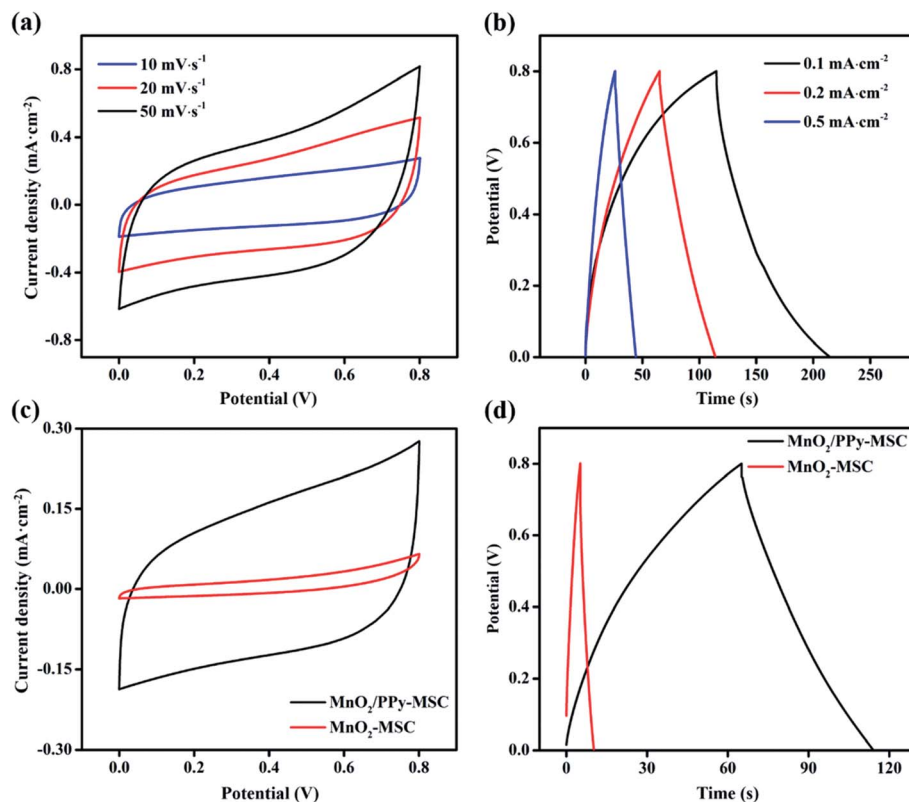 (a)
10 mV·s⁻¹
20 mV·s⁻¹
50 mV·s⁻¹
Current density (mA·cm⁻²)
0.8
0.4
0.0
-0.4
-0.8
0.0 0.2 0.4 0.6 0.8
Potential (V)
(b)
0.1 mA·cm⁻²
0.2 mA·cm⁻²
0.5 mA·cm⁻²
Potential (V)
0.8
0.4
0.2
0.0
0 50 100 150 200 250
Time (s)
(c)
Current density (mA·cm⁻²)
0.30
0.15
0.00
-0.15
-0.30
MnO₂/PPy-MSC
MnO₂-MSC
0.0 0.2 0.4 0.6 0.8
Potential (V)
(d)
MnO₂/PPy-MSC
MnO₂-MSC
Potential (V)
0.8
0.6
0.4
0.2
0.0
0 30 60 90 120
Time (s)